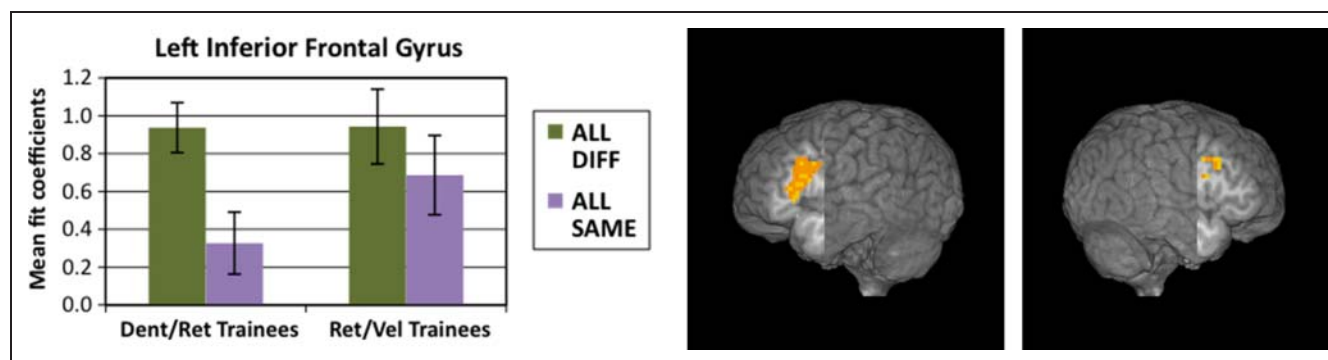 Left Inferior Frontal Gyrus
Mean fit coefficients
1.2
1.0
0.8
0.6
0.4
0.2
0.0
Dent/Ret Trainees
Ret/Vel Trainees
ALL
DIFF
ALL
SAME